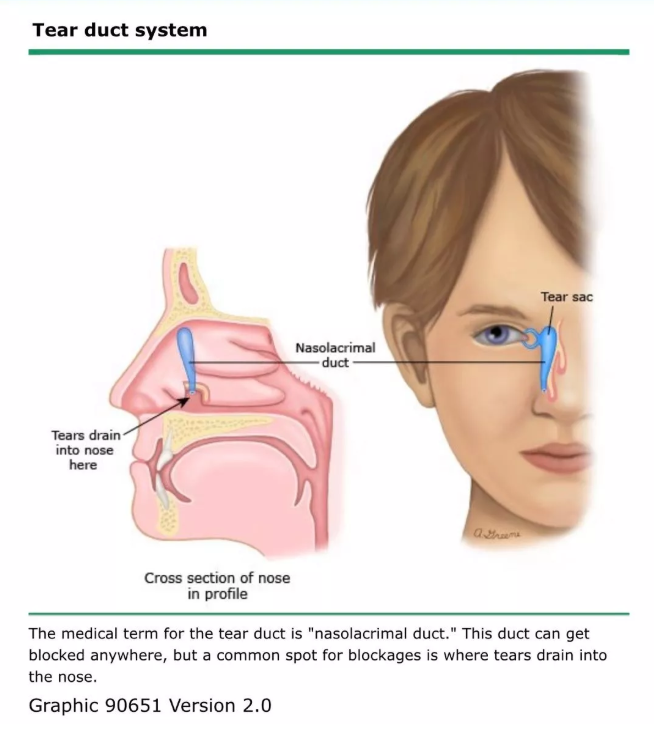 Tear duct system
Tear sac
Nasolacrimal
duct
Tears drain
into nose
here
A.Greene
Cross section of nose
in profile
The medical term for the tear duct is "nasolacrimal duct." This duct can get
blocked anywhere, but a common spot for blockages is where tears drain into
the nose.
Graphic 90651 Version 2.0